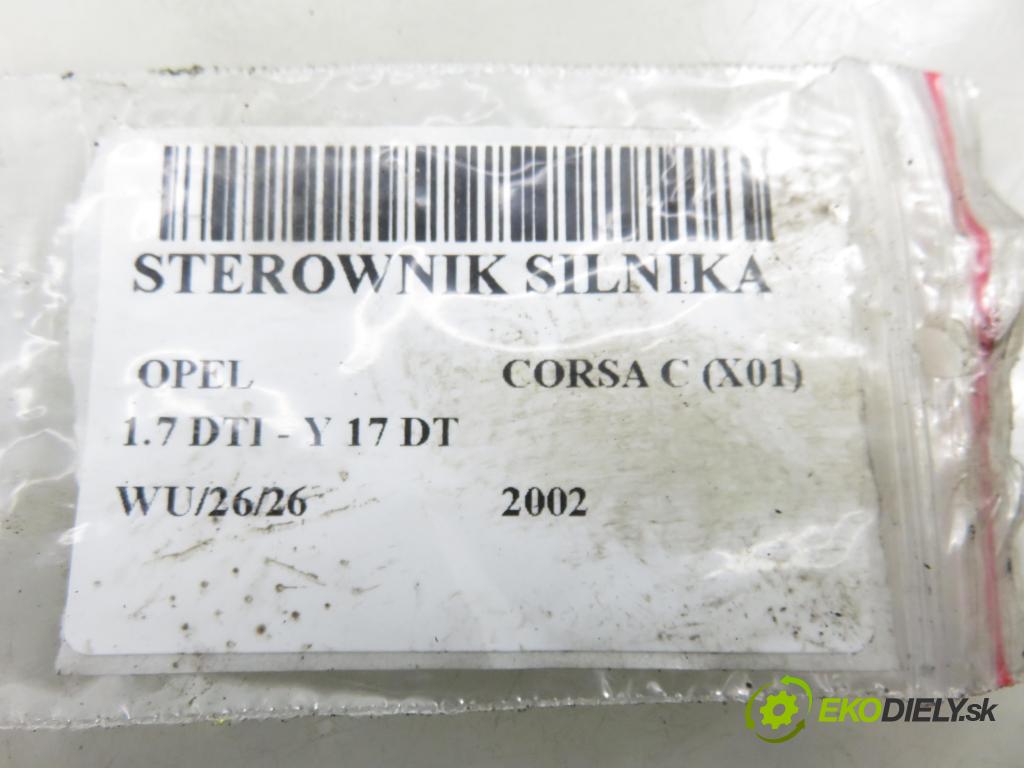 STEROWNIK SILNIKA
OPEL CORSA C (X01)
1.7 DTI - Y 17 DT
WU/26/26 2002
EKODIELY.sk